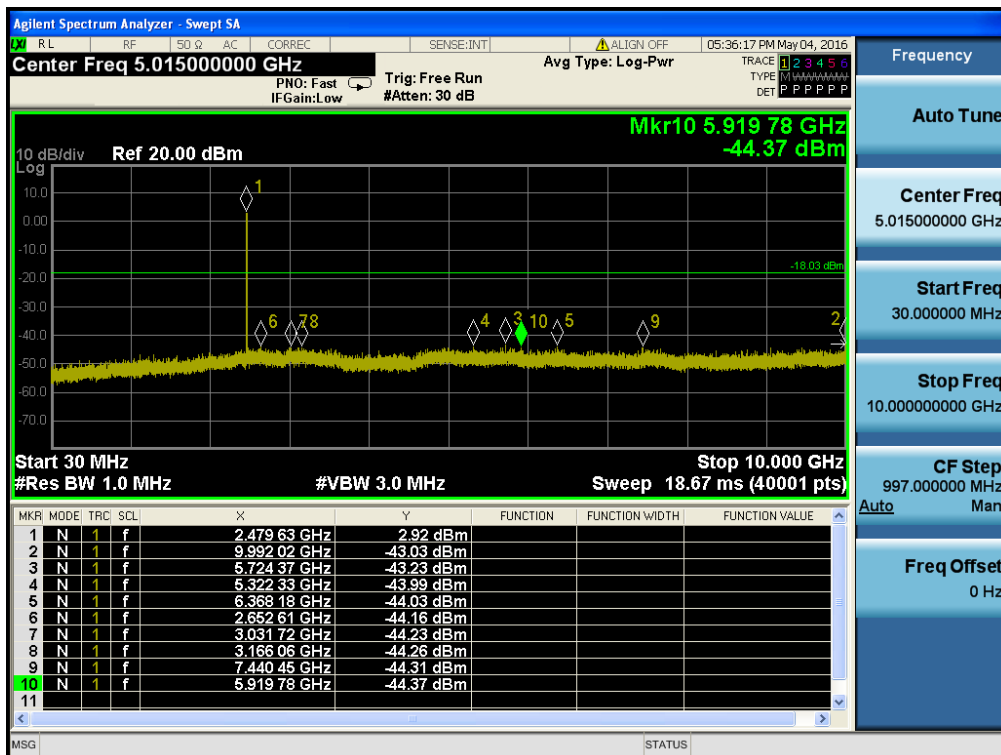 Agilent Spectrum Analyzer - Swept SA
LXI RL RF 50 Ω AC CORREC SENSE:INT ALIGN OFF 05:36:17 PM May 04, 2016
Center Freq 5.015000000 GHz
PNO: Fast
IFGain:Low
Trig: Free Run
#Atten: 30 dB
Avg Type: Log-Pwr
TRACE 1 2 3 4 5 6
TYPE M
DET P P P P P P
Mkr10 5.919 78 GHz
-44.37 dBm
10 dB/div Ref 20.00 dBm
Log
10.0
0.00
-10.0
-20.0
-30.0
-40.0
-50.0
-60.0
-70.0
1
-18.03 dBm
6 7 8 4 3 10 5 9 2
Start 30 MHz Stop 10.000 GHz
#Res BW 1.0 MHz #VBW 3.0 MHz Sweep 18.67 ms (40001 pts)
MKR MODE TRC SCL X Y FUNCTION FUNCTION WIDTH FUNCTION VALUE
1 N 1 f 2.479 63 GHz 2.92 dBm
2 N 1 f 9.992 02 GHz -43.03 dBm
3 N 1 f 5.724 37 GHz -43.23 dBm
4 N 1 f 5.322 33 GHz -43.99 dBm
5 N 1 f 6.368 18 GHz -44.03 dBm
6 N 1 f 2.652 61 GHz -44.16 dBm
7 N 1 f 3.031 72 GHz -44.23 dBm
8 N 1 f 3.166 06 GHz -44.26 dBm
9 N 1 f 7.440 45 GHz -44.31 dBm
10 N 1 f 5.919 78 GHz -44.37 dBm
11
MSG STATUS
Frequency
Auto Tune
Center Freq
5.015000000 GHz
Start Freq
30.000000 MHz
Stop Freq
10.000000000 GHz
CF Step
997.000000 MHz
Auto Man
Freq Offset
0 Hz